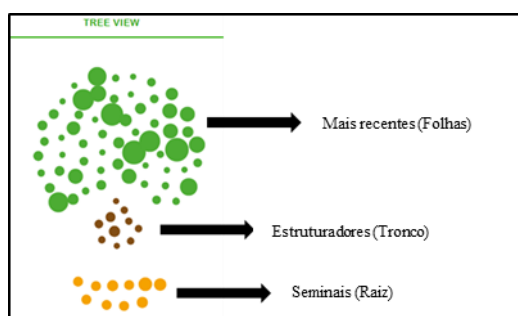 TREE VIEW
Mais recentes (Folhas)
Estruturadores (Tronco)
Seminais (Raiz)